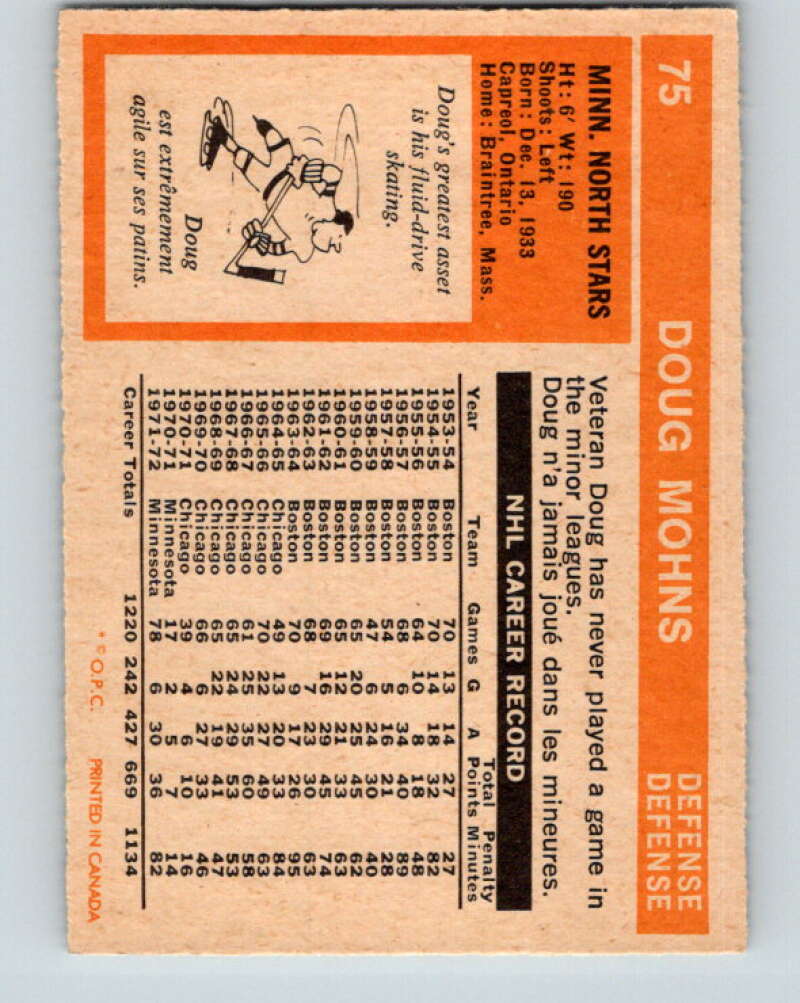 75 DOUG MOHNS DEFENSE
DEFENSE
MINN. NORTH STARS
Ht: 6' Wt: 190
Shoots: Left
Born: Dec. 13, 1933
Capreol, Ontario
Home: Braintree, Mass.
Doug's greatest asset
is his fluid-drive
skating.
Doug
est extrêmement
agile sur ses patins.
Veteran Doug has never played a game in
the minor leagues.
Doug n'a jamais joué dans les mineures.
NHL CAREER RECORD
Total Penalty
Year Team Games G A Points Minutes
1953-54 Boston 70 13 14 27 27
1954-55 Boston 70 14 18 32 82
1955-56 Boston 64 10 8 18 48
1956-57 Boston 68 6 34 40 89
1957-58 Boston 54 5 16 21 28
1958-59 Boston 47 6 24 30 40
1959-60 Boston 65 20 25 45 62
1960-61 Boston 65 12 21 33 63
1961-62 Boston 69 16 29 45 74
1962-63 Boston 68 7 23 30 63
1963-64 Boston 70 9 17 26 95
1964-65 Chicago 49 13 20 33 84
1965-66 Chicago 70 22 27 49 63
1966-67 Chicago 61 25 35 60 58
1967-68 Chicago 65 24 29 53 53
1968-69 Chicago 65 22 19 41 47
1969-70 Chicago 66 6 27 33 46
1970-71 Chicago 39 4 6 10 16
1970-71 Minnesota 17 2 5 7 14
1971-72 Minnesota 78 6 30 36 82
Career Totals 1220 242 427 669 1134
* © O.P.C. PRINTED IN CANADA